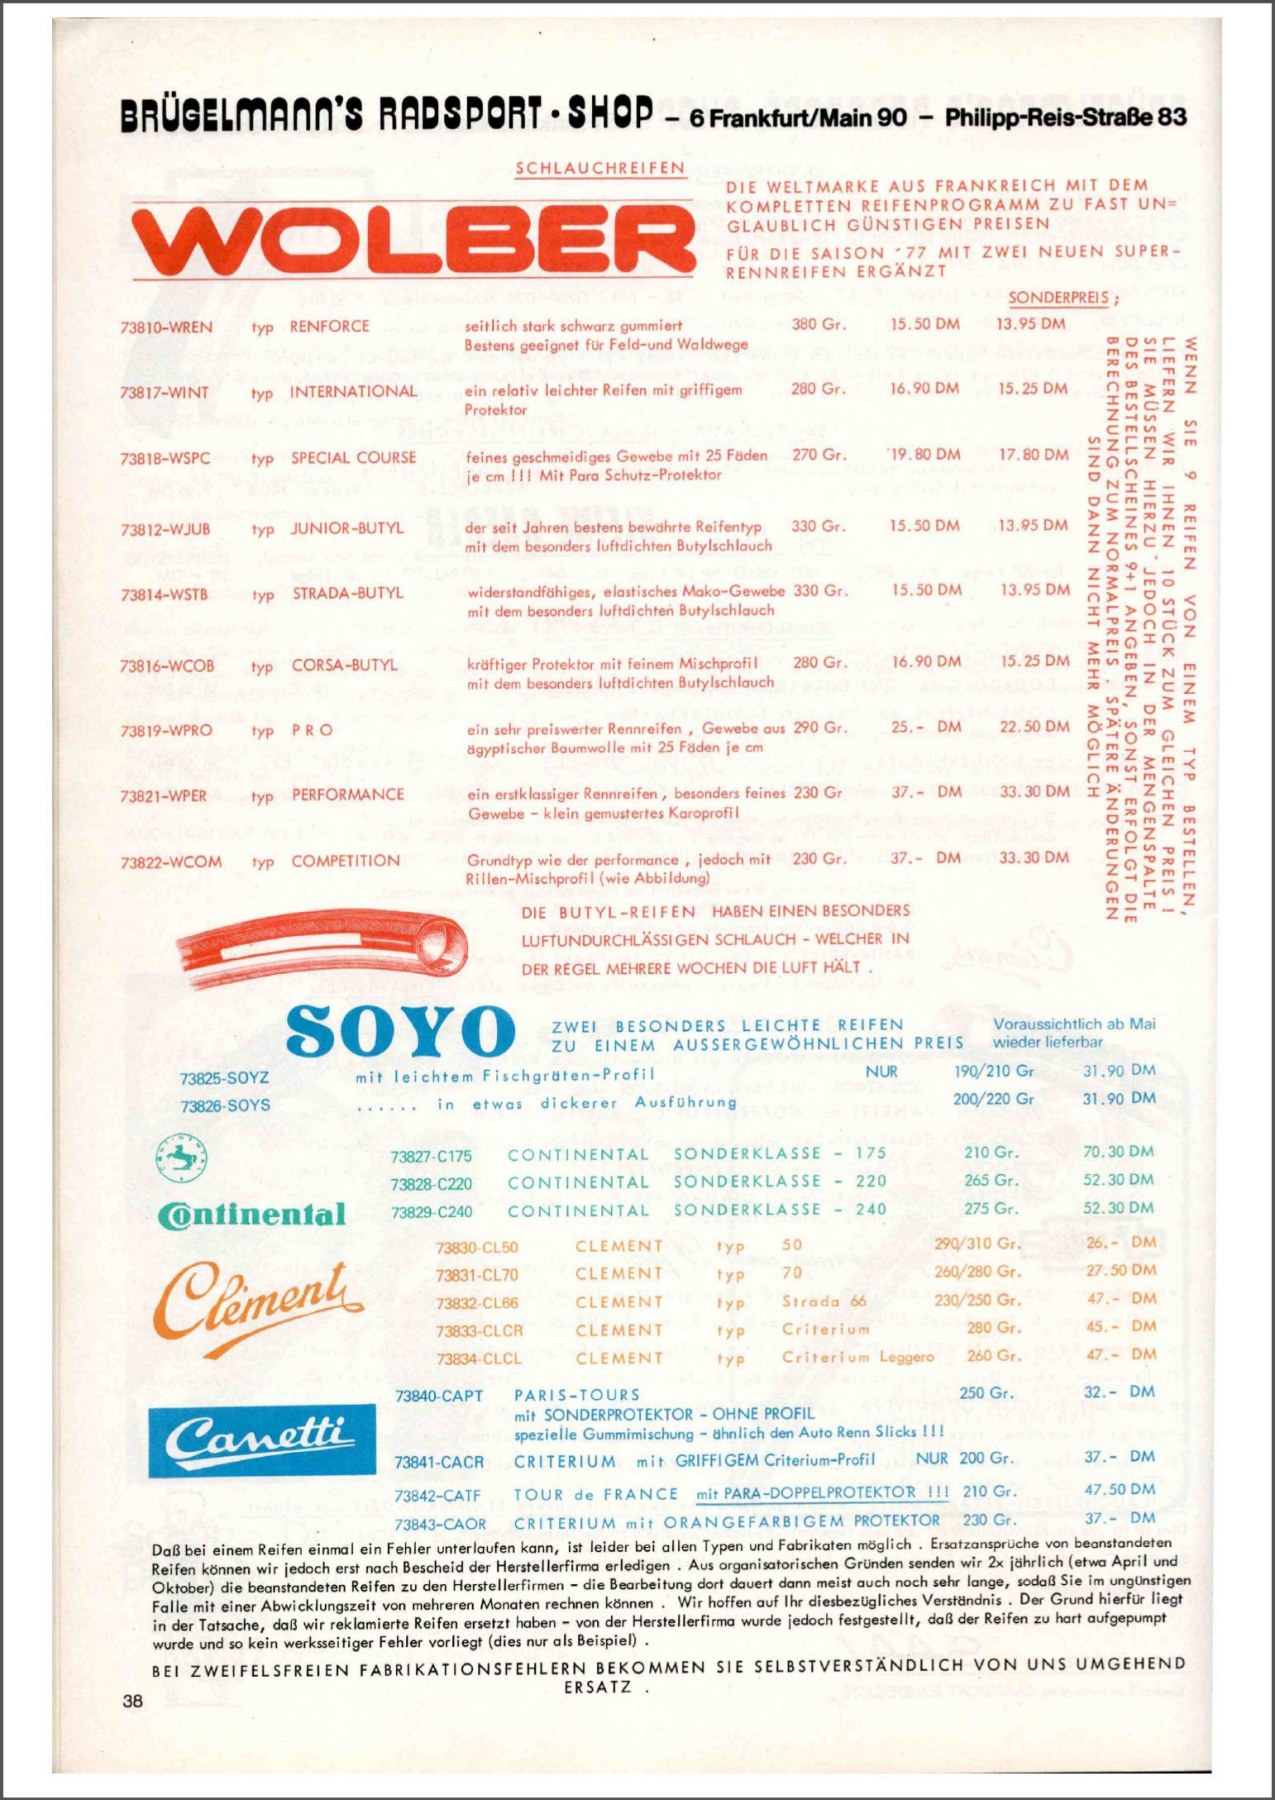 BRÜGELMANN'S RADSPORT · SHOP – 6 Frankfurt/Main 90 – Philipp-Reis-Straße 83
SCHLAUCHREIFEN
WOLBER
DIE WELTMARKE AUS FRANKREICH MIT DEM
KOMPLETTEN REIFENPROGRAMM ZU FAST UN=
GLAUBLICH GÜNSTIGEN PREISEN
FÜR DIE SAISON '77 MIT ZWEI NEUEN SUPER-
RENNREIFEN ERGÄNZT
SONDERPREIS ;
73810-WREN typ RENFORCE seitlich stark schwarz gummiert 380 Gr. 15.50 DM 13.95 DM
Bestens geeignet für Feld-und Waldwege
73817-WINT typ INTERNATIONAL ein relativ leichter Reifen mit griffigem 280 Gr. 16.90 DM 15.25 DM
Protektor
73818-WSPC typ SPECIAL COURSE feines geschmeidiges Gewebe mit 25 Fäden 270 Gr. 19.80 DM 17.80 DM
je cm !!! Mit Para Schutz-Protektor
73812-WJUB typ JUNIOR-BUTYL der seit Jahren bestens bewährte Reifentyp 330 Gr. 15.50 DM 13.95 DM
mit dem besonders luftdichten Butylschlauch
73814-WSTB typ STRADA-BUTYL widerstandfähiges, elastisches Mako-Gewebe 330 Gr. 15.50 DM 13.95 DM
mit dem besonders luftdichten Butylschlauch
73816-WCOB typ CORSA-BUTYL kräftiger Protektor mit feinem Mischprofil 280 Gr. 16.90 DM 15.25 DM
mit dem besonders luftdichten Butylschlauch
73819-WPRO typ P R O ein sehr preiswerter Rennreifen , Gewebe aus 290 Gr. 25.- DM 22.50 DM
ägyptischer Baumwolle mit 25 Fäden je cm
73821-WPER typ PERFORMANCE ein erstklassiger Rennreifen , besonders feines 230 Gr 37.- DM 33.30 DM
Gewebe – klein gemustertes Karoprofil
73822-WCOM typ COMPETITION Grundtyp wie der performance , jedoch mit 230 Gr. 37.- DM 33.30 DM
Rillen-Mischprofil (wie Abbildung)
WENN SIE 9 REIFEN VON EINEM TYP BESTELLEN,
LIEFERN WIR IHNEN 10 STÜCK ZUM GLEICHEN PREIS !
SIE MÜSSEN HIERZU JEDOCH IN DER MENGENSPALTE
DES BESTELLSCHEINES 9+1 ANGEBEN, SONST ERFOLGT DIE
BERECHNUNG ZUM NORMALPREIS · SPÄTERE ÄNDERUNGEN
SIND DANN NICHT MEHR MÖGLICH
DIE BUTYL-REIFEN HABEN EINEN BESONDERS
LUFTUNDURCHLÄSSIGEN SCHLAUCH - WELCHER IN
DER REGEL MEHRERE WOCHEN DIE LUFT HÄLT .
SOYO
ZWEI BESONDERS LEICHTE REIFEN
ZU EINEM AUSSERGEWÖHNLICHEN PREIS
Voraussichtlich ab Mai
wieder lieferbar
73825-SOYZ mit leichtem Fischgräten-Profil NUR 190/210 Gr 31.90 DM
73826-SOYS ...... in etwas dickerer Ausführung 200/220 Gr 31.90 DM
CONTINENTAL
Continental
73827-C175 CONTINENTAL SONDERKLASSE – 175 210 Gr. 70.30 DM
73828-C220 CONTINENTAL SONDERKLASSE – 220 265 Gr. 52.30 DM
73829-C240 CONTINENTAL SONDERKLASSE – 240 275 Gr. 52.30 DM
Clément
73830-CL50 CLEMENT typ 50 290/310 Gr. 26.- DM
73831-CL70 CLEMENT typ 70 260/280 Gr. 27.50 DM
73832-CL66 CLEMENT typ Strada 66 230/250 Gr. 47.- DM
73833-CLCR CLEMENT typ Criterium 280 Gr. 45.- DM
73834-CLCL CLEMENT typ Criterium Leggero 260 Gr. 47.- DM
Canetti
73840-CAPT PARIS-TOURS 250 Gr. 32.- DM
mit SONDERPROTEKTOR – OHNE PROFIL
spezielle Gummimischung – ähnlich den Auto Renn Slicks !!!
73841-CACR CRITERIUM mit GRIFFIGEM Criterium-Profil NUR 200 Gr. 37.- DM
73842-CATF TOUR de FRANCE mit PARA-DOPPELPROTEKTOR !!! 210 Gr. 47.50 DM
73843-CAOR CRITERIUM mit ORANGEFARBIGEM PROTEKTOR 230 Gr. 37.- DM
Daß bei einem Reifen einmal ein Fehler unterlaufen kann, ist leider bei allen Typen und Fabrikaten möglich . Ersatzansprüche von beanstandeten
Reifen können wir jedoch erst nach Bescheid der Herstellerfirma erledigen . Aus organisatorischen Gründen senden wir 2x jährlich (etwa April und
Oktober) die beanstandeten Reifen zu den Herstellerfirmen – die Bearbeitung dort dauert dann meist auch noch sehr lange, sodaß Sie im ungünstigen
Falle mit einer Abwicklungszeit von mehreren Monaten rechnen können . Wir hoffen auf Ihr diesbezügliches Verständnis . Der Grund hierfür liegt
in der Tatsache, daß wir reklamierte Reifen ersetzt haben – von der Herstellerfirma wurde jedoch festgestellt, daß der Reifen zu hart aufgepumpt
wurde und so kein werksseitiger Fehler vorliegt (dies nur als Beispiel) .
BEI ZWEIFELSFREIEN FABRIKATIONSFEHLERN BEKOMMEN SIE SELBSTVERSTÄNDLICH VON UNS UMGEHEND
ERSATZ .
38